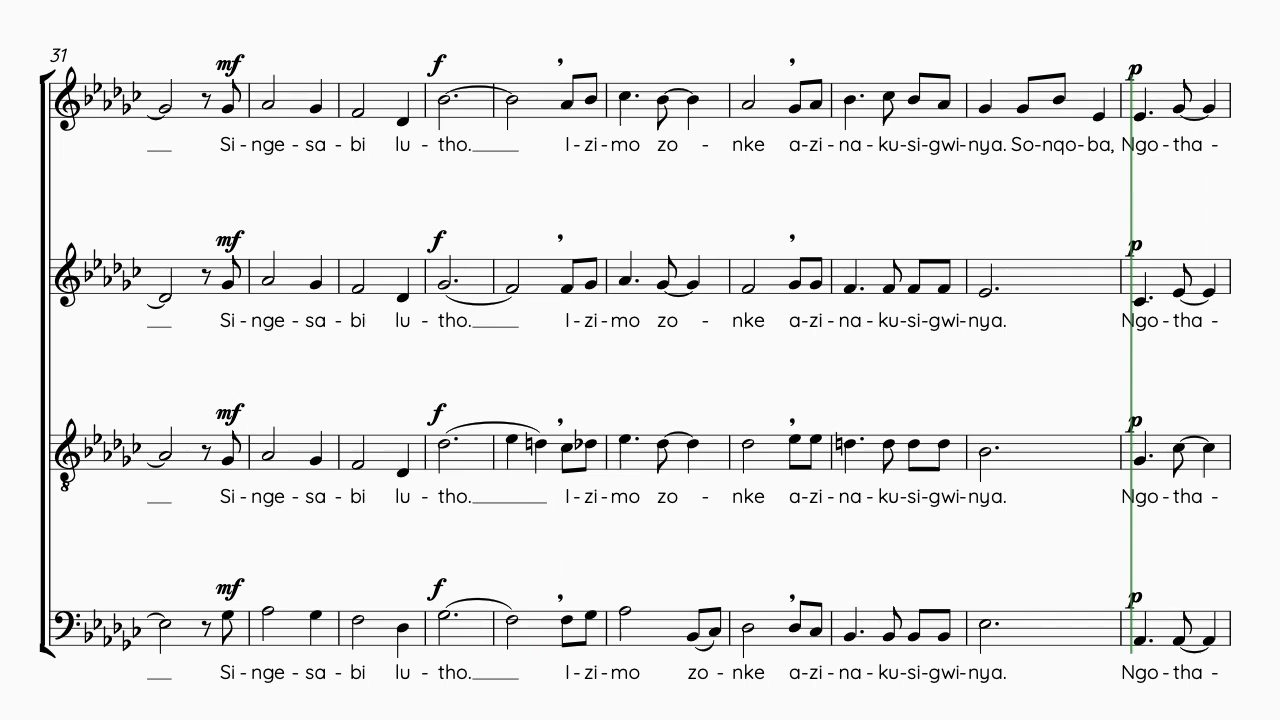 31
mf f p
Si - nge - sa - bi lu - tho. I - zi - mo zo - nke a - zi - na - ku - si - gwi - nya. So - nqo - ba, Ngo - tha -
mf f p
Si - nge - sa - bi lu - tho. I - zi - mo zo - nke a - zi - na - ku - si - gwi - nya. Ngo - tha -
mf f p
8
Si - nge - sa - bi lu - tho. I - zi - mo zo - nke a - zi - na - ku - si - gwi - nya. Ngo - tha -
mf f p
Si - nge - sa - bi lu - tho. I - zi - mo zo - nke a - zi - na - ku - si - gwi - nya. Ngo - tha -